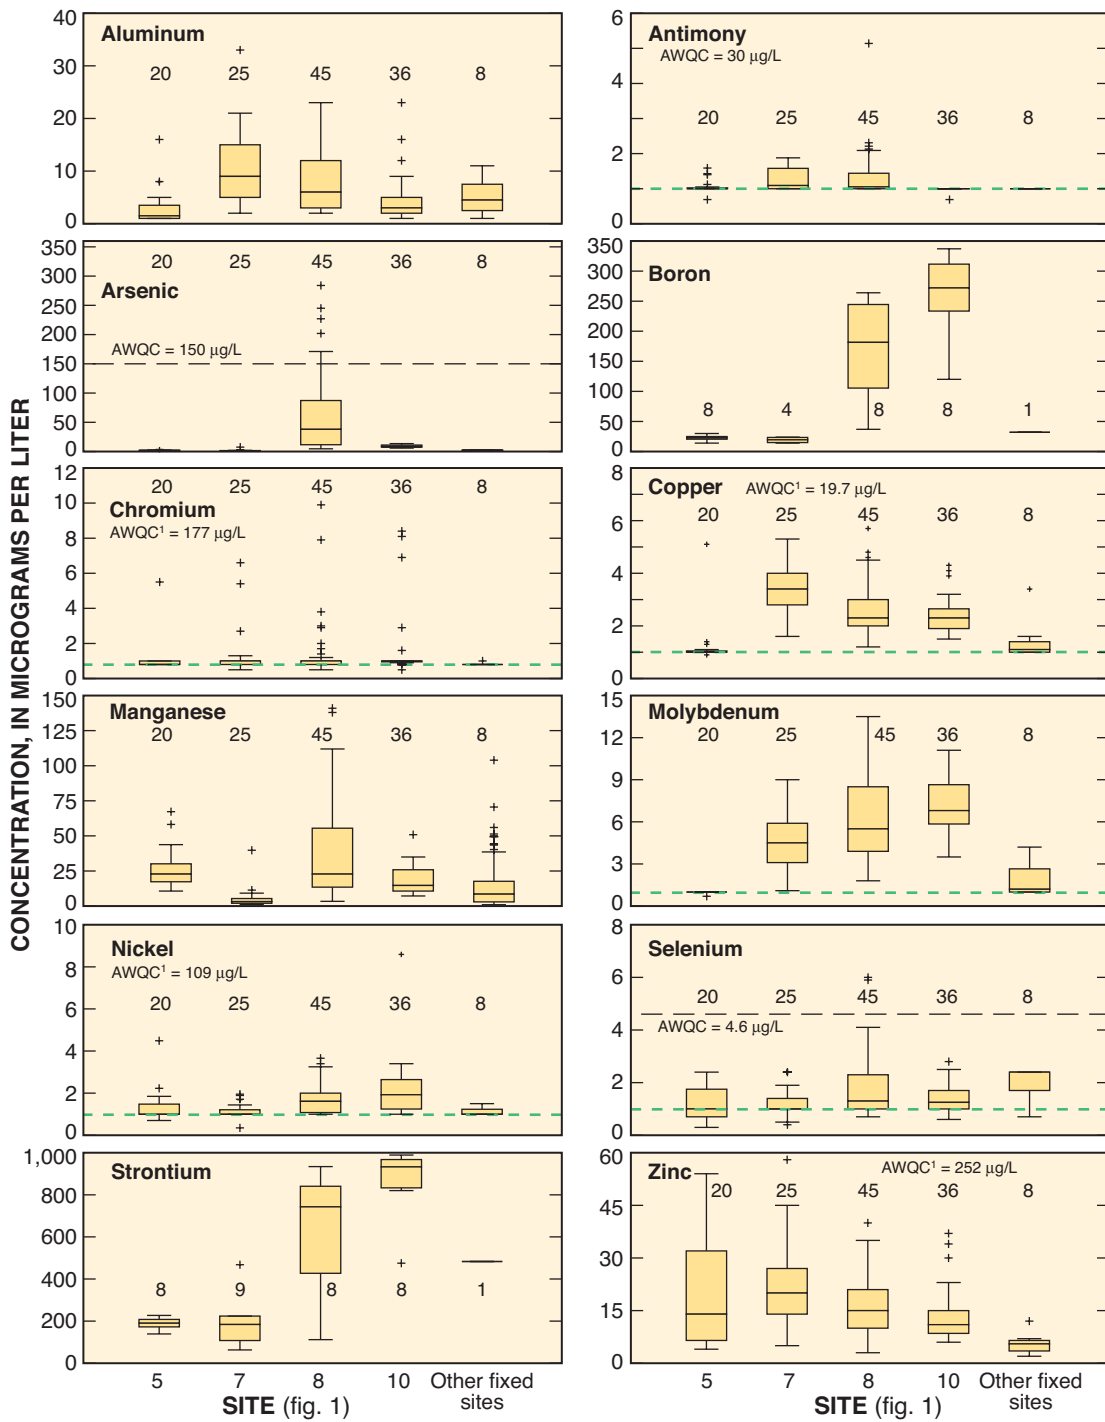 CONCENTRATION, IN MICROGRAMS PER LITER
40
30
20
10
0
Aluminum
20 25 45 36 8
6
4
2
0
Antimony
AWQC = 30 µg/L
20 25 45 36 8
350
300
250
200
150
100
50
0
20 25 45 36 8
Arsenic
AWQC = 150 µg/L
350
300
250
200
150
100
50
0
Boron
8 4 8 8 1
12
10
8
6
4
2
0
20 25 45 36 8
Chromium
AWQC¹ = 177 µg/L
8
6
4
2
0
Copper AWQC¹ = 19.7 µg/L
20 25 45 36 8
150
125
100
75
50
25
0
Manganese
20 25 45 36 8
15
12
9
6
3
0
Molybdenum
20 25 45 36 8
10
8
6
4
2
0
Nickel
AWQC¹ = 109 µg/L
20 25 45 36 8
8
6
4
2
0
Selenium
20 25 45 36 8
AWQC = 4.6 µg/L
1,000
800
600
400
200
0
Strontium
8 9 8 8 1
60
45
30
15
0
Zinc AWQC¹ = 252 µg/L
20 25 45 36 8
5 7 8 10 Other fixed
sites
SITE (fig. 1)
5 7 8 10 Other fixed
sites
SITE (fig. 1)